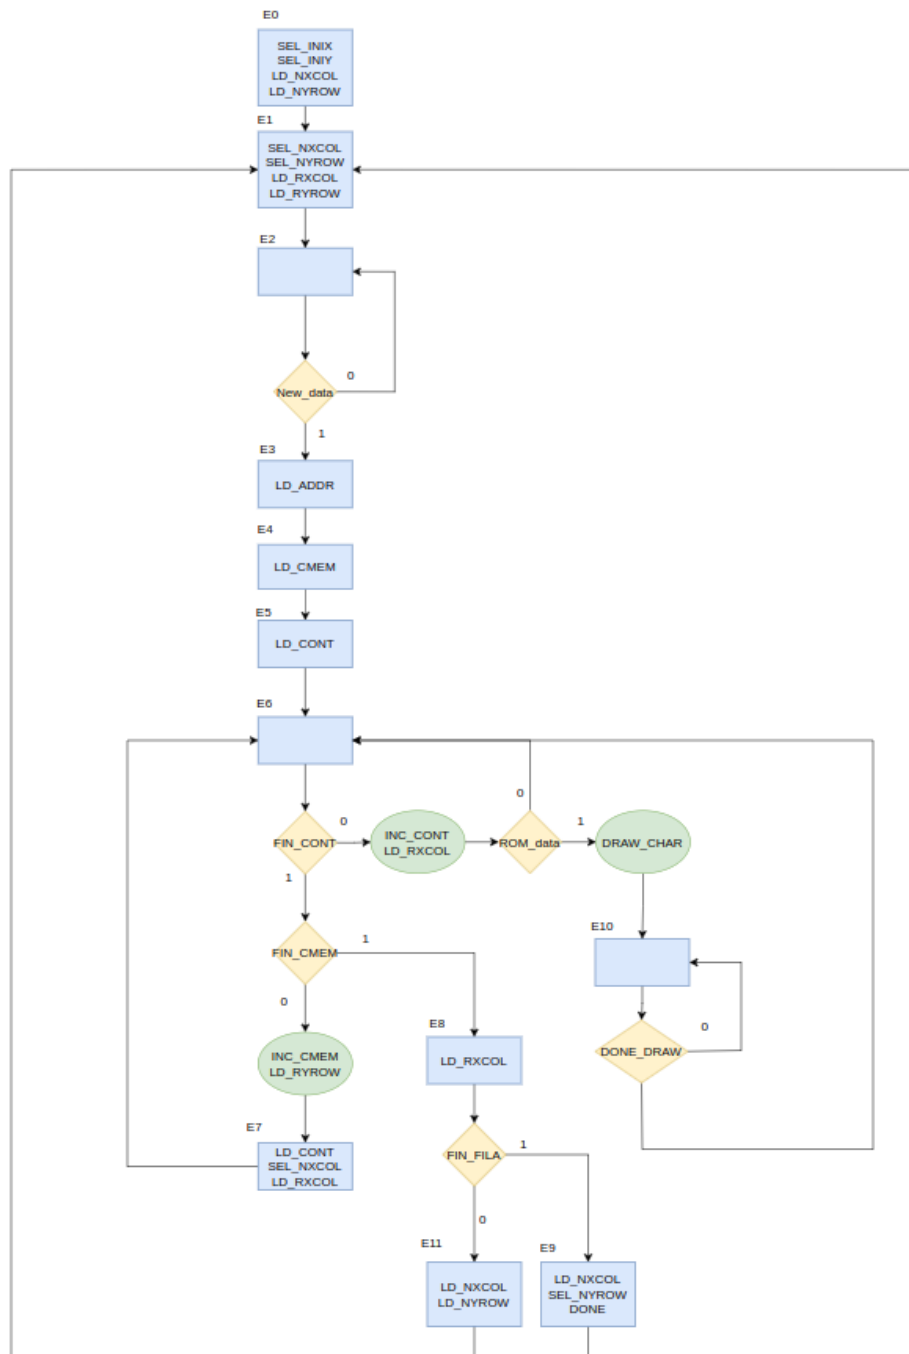 E0
SEL_INIX
SEL_INIY
LD_NXCOL
LD_NYROW
E1
SEL_NXCOL
SEL_NYROW
LD_RXCOL
LD_RYROW
E2
New_data
0
1
E3
LD_ADDR
E4
LD_CMEM
E5
LD_CONT
E6
FIN_CONT
0
1
INC_CONT
LD_RXCOL
ROM_data
0
1
DRAW_CHAR
E10
DONE_DRAW
0
FIN_CMEM
1
0
INC_CMEM
LD_RYROW
E7
LD_CONT
SEL_NXCOL
LD_RXCOL
E8
LD_RXCOL
FIN_FILA
1
0
E11
LD_NXCOL
LD_NYROW
E9
LD_NXCOL
SEL_NYROW
DONE